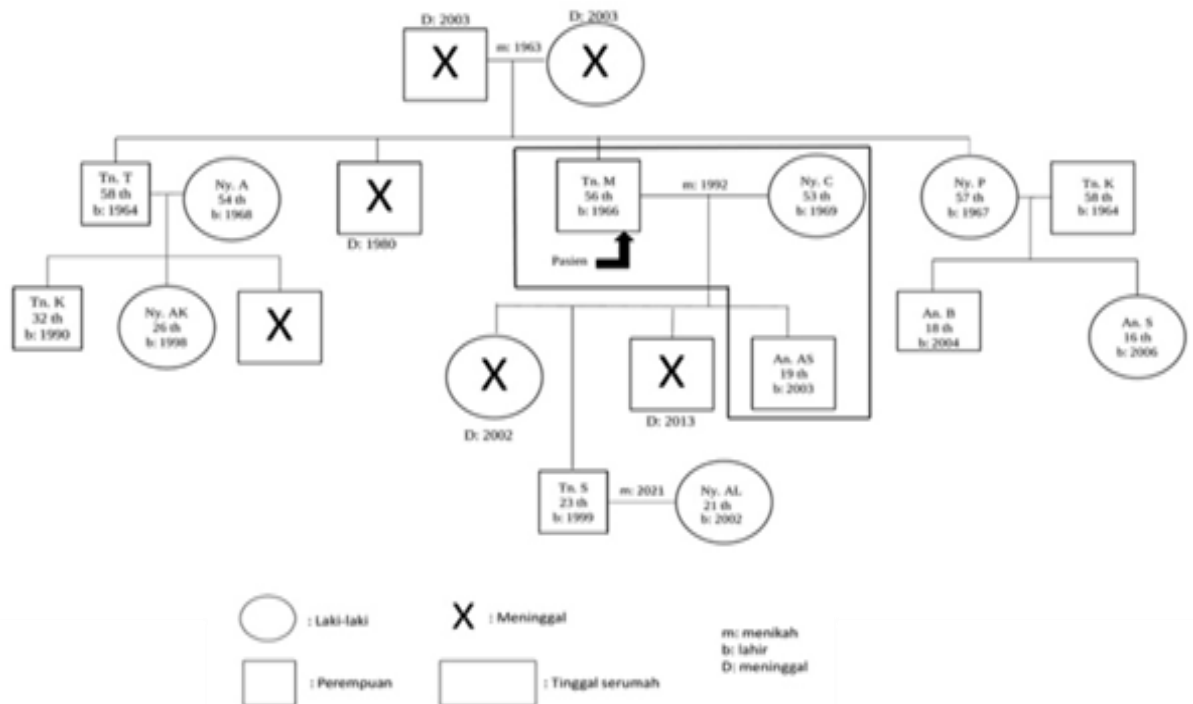 D: 2003
D: 2003
X
m: 1963
X
Tn. T
58 th
b: 1964
Ny. A
54 th
b: 1968
X
D: 1980
Tn. M
56 th
b: 1966
m: 1992
Ny. C
53 th
b: 1969
Ny. P
57 th
b: 1967
Tn. K
58 th
b: 1964
Pasien
Tn. K
32 th
b: 1990
Ny. AK
26 th
b: 1998
X
X
D: 2002
X
D: 2013
An. AS
19 th
b: 2003
An. B
18 th
b: 2004
An. S
16 th
b: 2006
Tn. S
23 th
b: 1999
m: 2021
Ny. AL
21 th
b: 2002
: Laki-laki
X : Meninggal
: Perempuan
: Tinggal serumah
m: menikah
b: lahir
D: meninggal